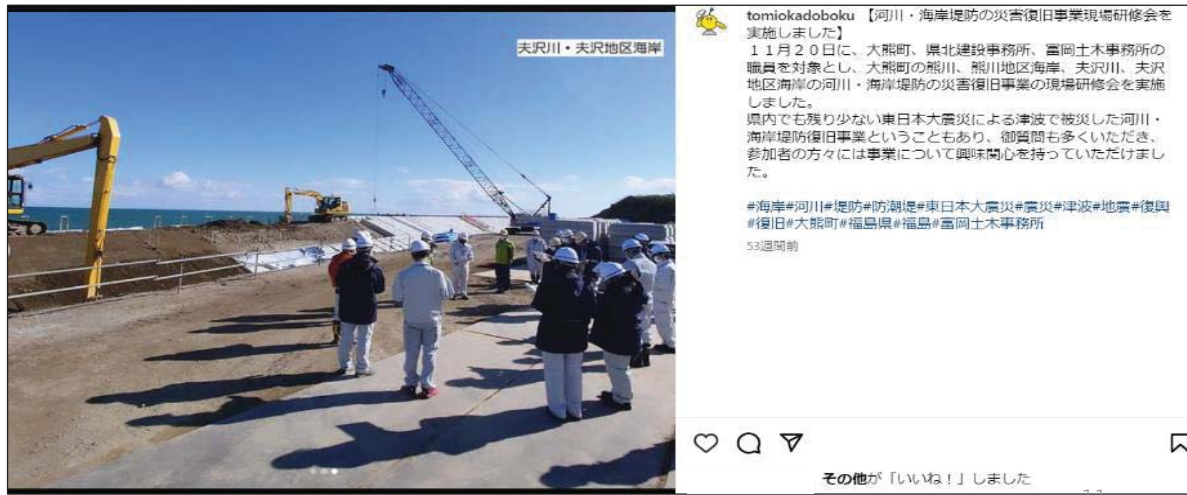 夫沢川・夫沢地区海岸
tomiokadoboku 【河川・海岸堤防の災害復旧事業現場研修会を
実施しました】
１１月２０日に、大熊町、県北建設事務所、富岡土木事務所の
職員を対象とし、大熊町の熊川、熊川地区海岸、夫沢川、夫沢
地区海岸の河川・海岸堤防の災害復旧事業の現場研修会を実施
しました。
県内でも残り少ない東日本大震災による津波で被災した河川・
海岸堤防復旧事業ということもあり、御質問も多くいただき、
参加者の方々には事業について興味関心を持っていただけまし
た。
#海岸#河川#堤防#防潮堤#東日本大震災#震災#津波#地震#復興
#復旧#大熊町#福島県#福島#富岡土木事務所
53週間前
その他が「いいね！」しました